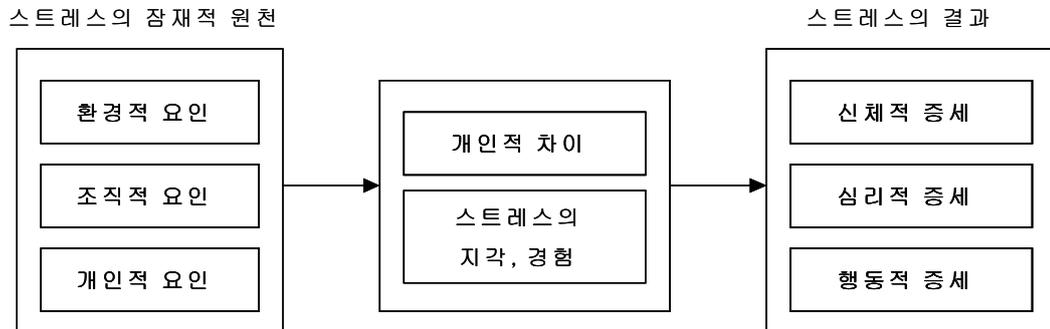 스트레스의 잠재적 원천
환경적 요인
조직적 요인
개인적 요인
개인적 차이
스트레스의
지각, 경험
스트레스의 결과
신체적 증세
심리적 증세
행동적 증세